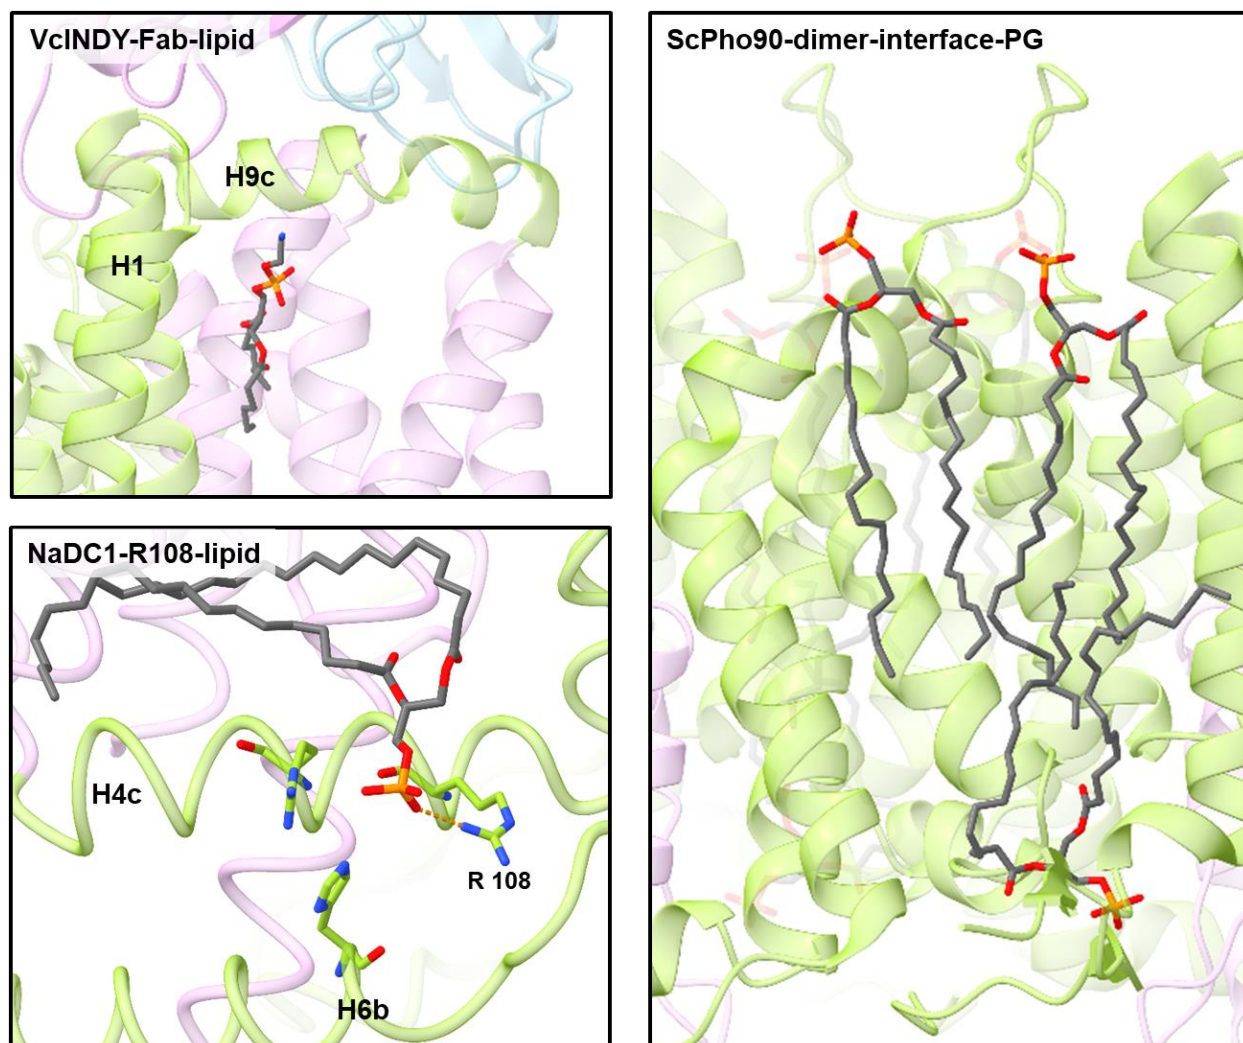 VcINDY-Fab-lipid
H9c
H1
NaDC1-R108-lipid
H4c
R 108
H6b
ScPho90-dimer-interface-PG